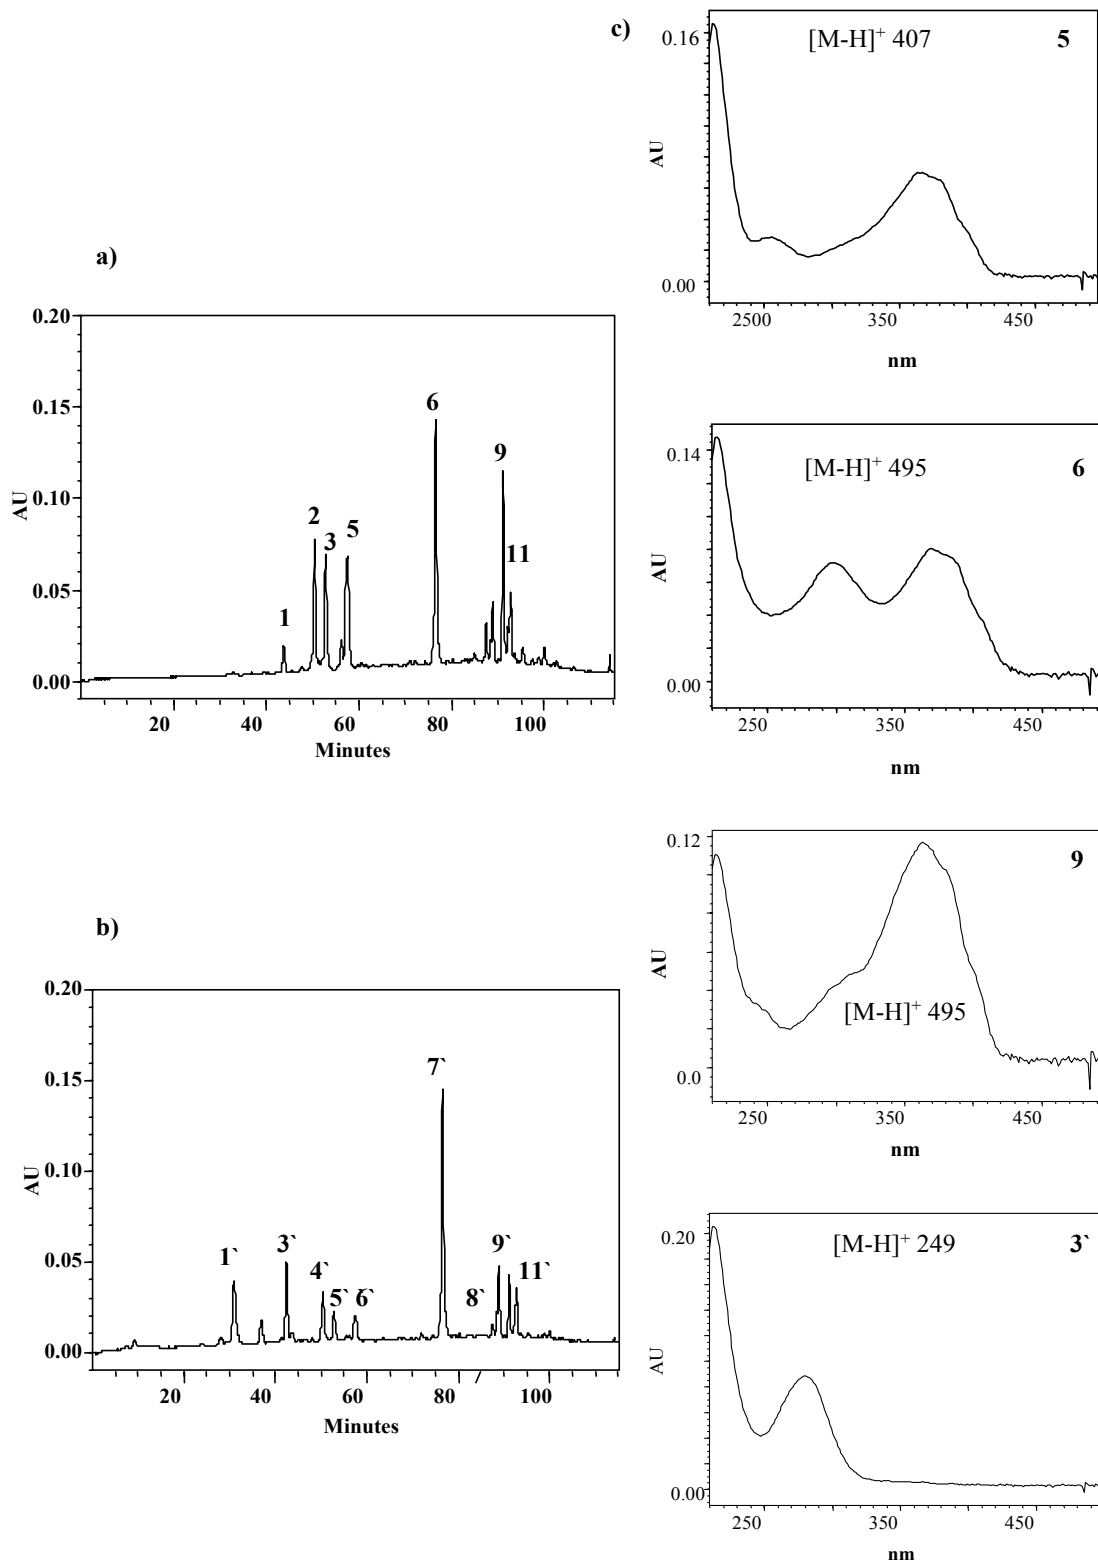 a)
0.20
0.15
0.10
0.05
0.00
AU
1
2
3
5
6
9
11
20 40 60 80 100
Minutes
b)
0.20
0.15
0.10
0.05
0.00
AU
1`
3`
4`
5`
6`
7`
8`
9`
11`
20 40 60 80 100
Minutes
c)
[M-H]+ 407
5
0.16
AU
0.00
2500 350 450
nm
[M-H]+ 495
6
0.14
AU
0.00
250 350 450
nm
9
0.12
AU
[M-H]+ 495
0.0
250 350 450
nm
[M-H]+ 249
3`
0.20
AU
0.00
250 350 450
nm